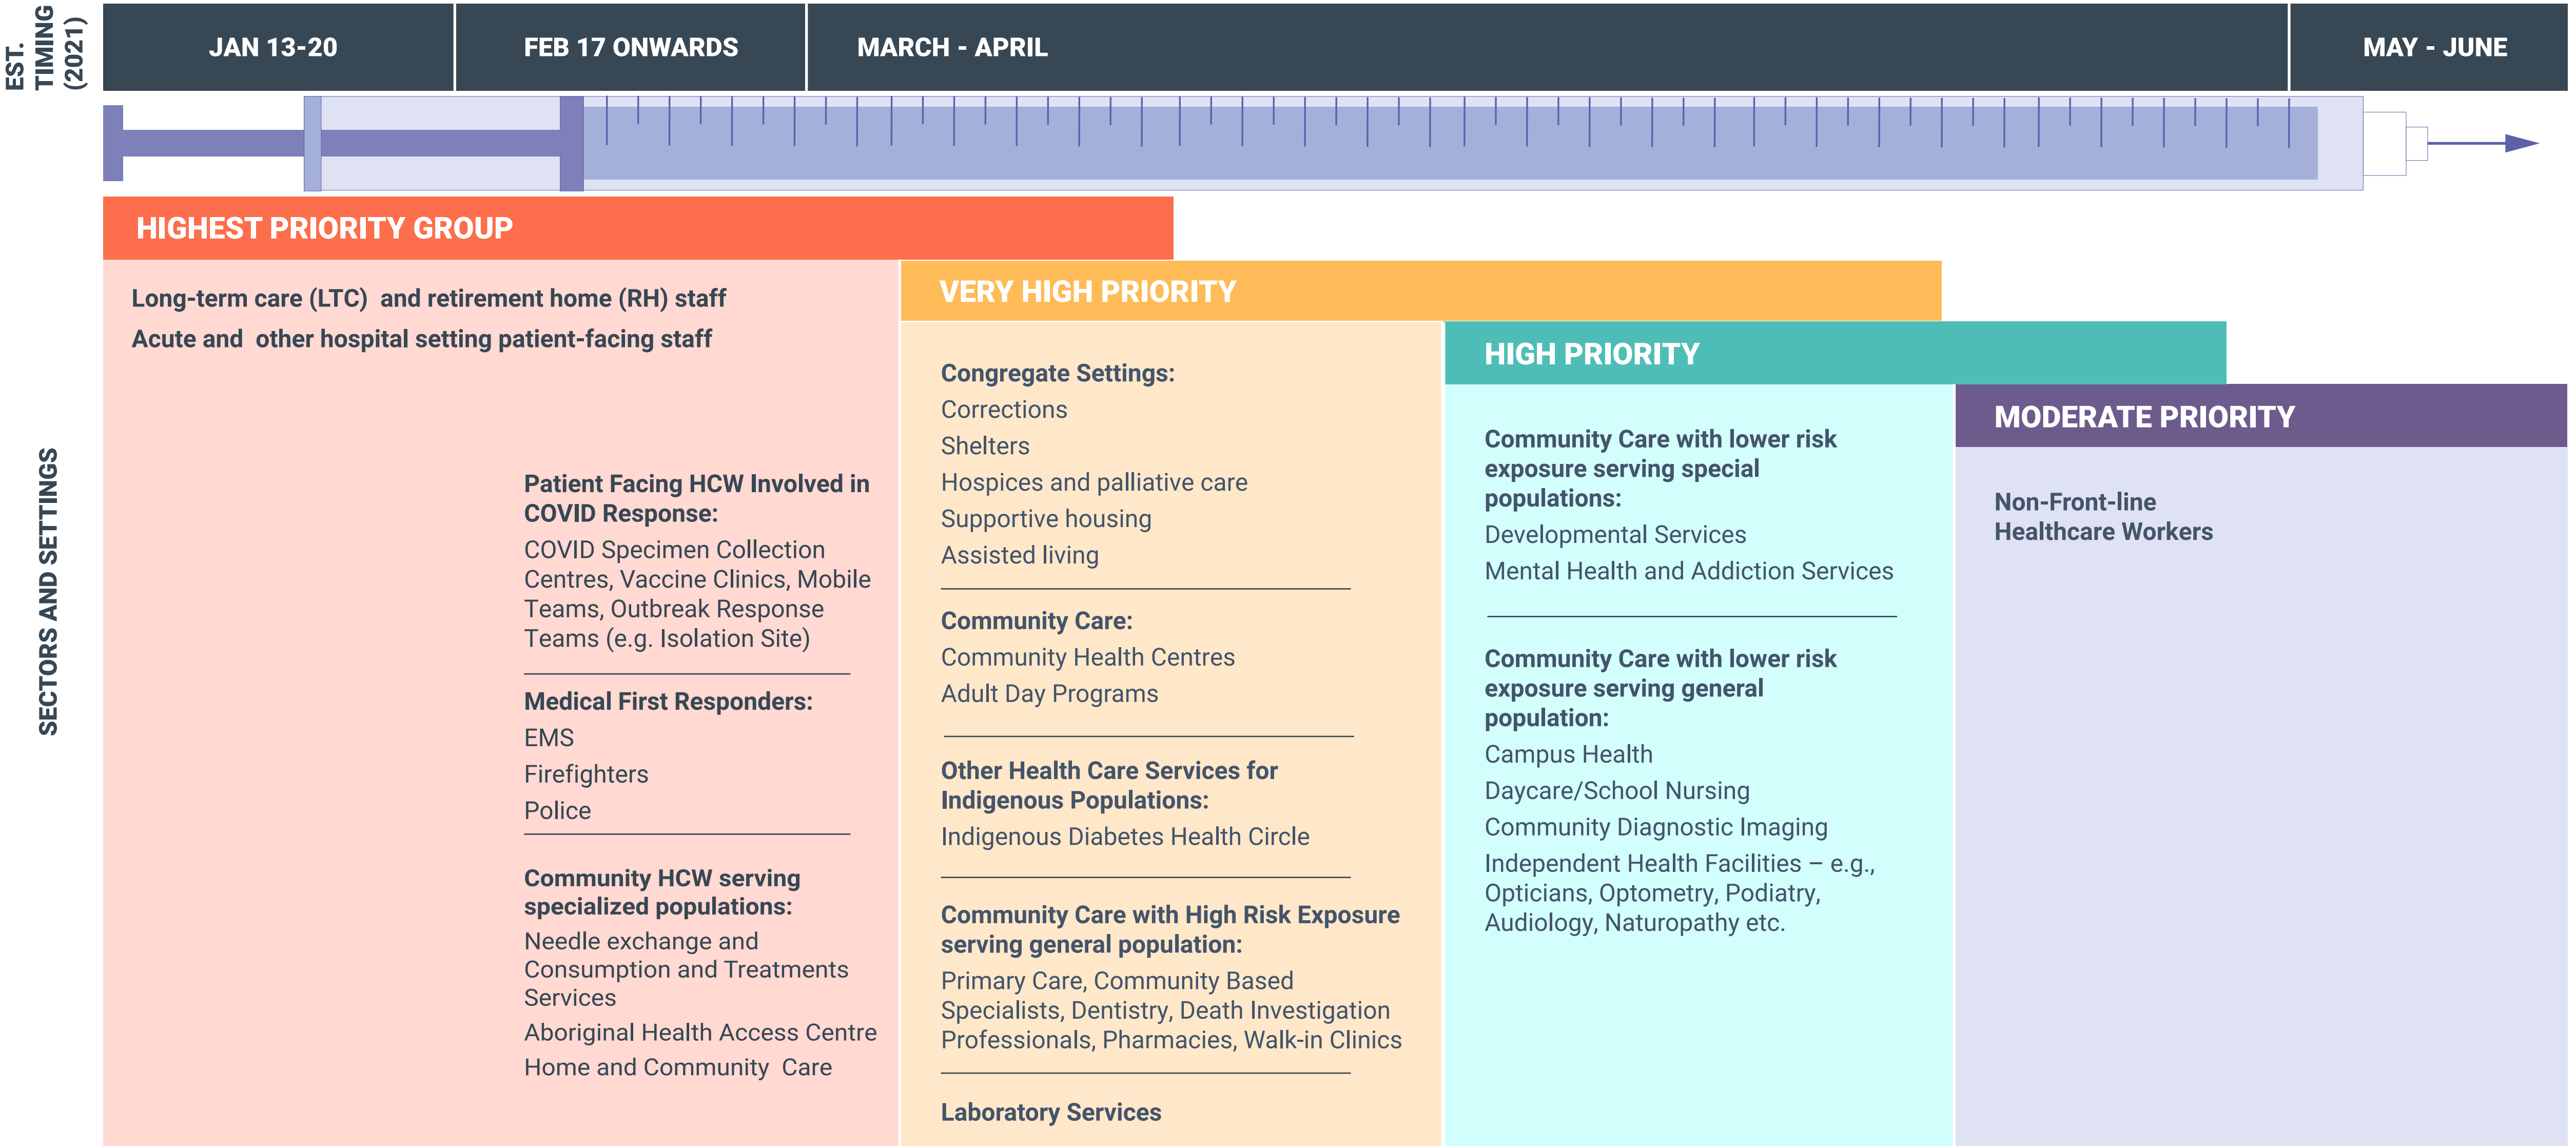 EST.
TIMING
(2021)
JAN 13-20
FEB 17 ONWARDS
MARCH - APRIL
MAY - JUNE
SECTORS AND SETTINGS
HIGHEST PRIORITY GROUP
Long-term care (LTC) and retirement home (RH) staff
Acute and other hospital setting patient-facing staff
Patient Facing HCW Involved in
COVID Response:
COVID Specimen Collection
Centres, Vaccine Clinics, Mobile
Teams, Outbreak Response
Teams (e.g. Isolation Site)
Medical First Responders:
EMS
Firefighters
Police
Community HCW serving
specialized populations:
Needle exchange and
Consumption and Treatments
Services
Aboriginal Health Access Centre
Home and Community Care
VERY HIGH PRIORITY
Congregate Settings:
Corrections
Shelters
Hospices and palliative care
Supportive housing
Assisted living
Community Care:
Community Health Centres
Adult Day Programs
Other Health Care Services for
Indigenous Populations:
Indigenous Diabetes Health Circle
Community Care with High Risk Exposure
serving general population:
Primary Care, Community Based
Specialists, Dentistry, Death Investigation
Professionals, Pharmacies, Walk-in Clinics
Laboratory Services
HIGH PRIORITY
Community Care with lower risk
exposure serving special
populations:
Developmental Services
Mental Health and Addiction Services
Community Care with lower risk
exposure serving general
population:
Campus Health
Daycare/School Nursing
Community Diagnostic Imaging
Independent Health Facilities – e.g.,
Opticians, Optometry, Podiatry,
Audiology, Naturopathy etc.
MODERATE PRIORITY
Non-Front-line
Healthcare Workers